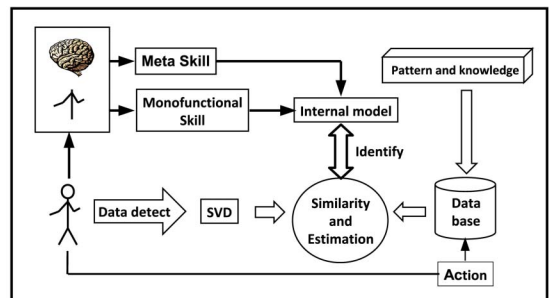 Meta Skill
Pattern and knowledge
Monofunctional
Skill
Internal model
Identify
Data detect
SVD
Similarity
and
Estimation
Data
base
Action